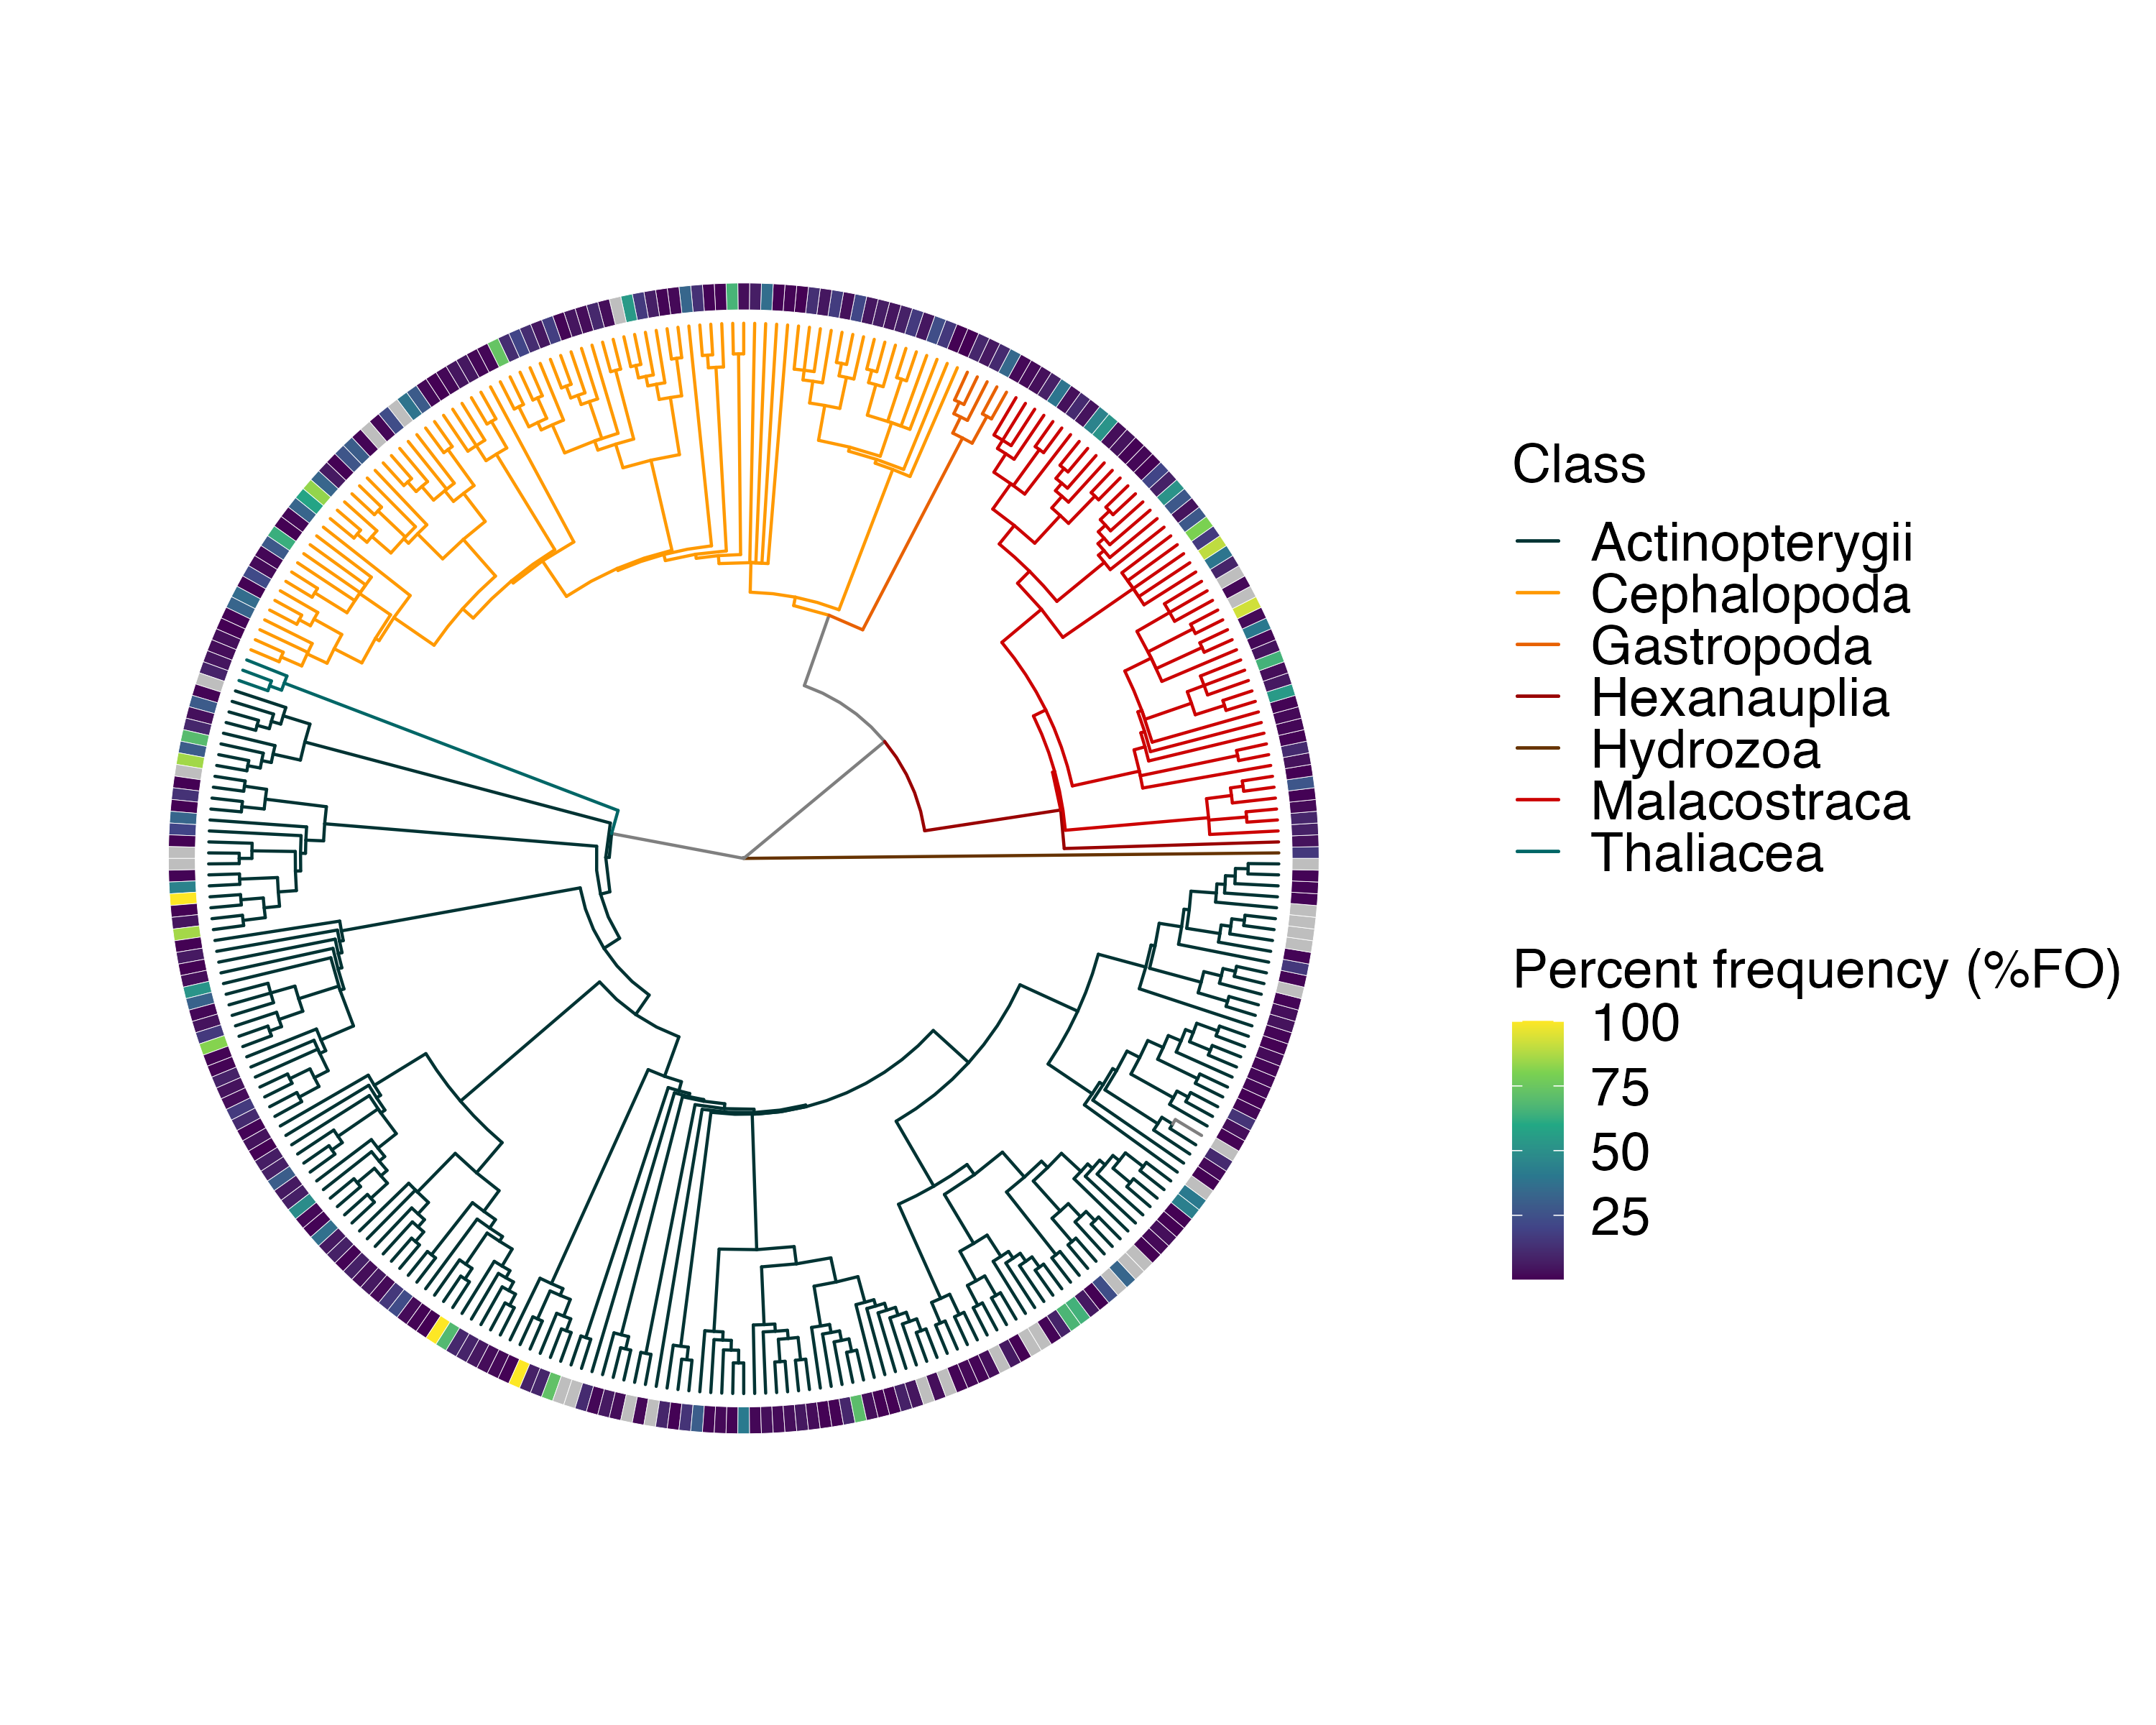 Class
Actinopterygii
Cephalopoda
Gastropoda
Hexanauplia
Hydrozoa
Malacostraca
Thaliacea
Percent frequency (%FO)
100
75
50
25